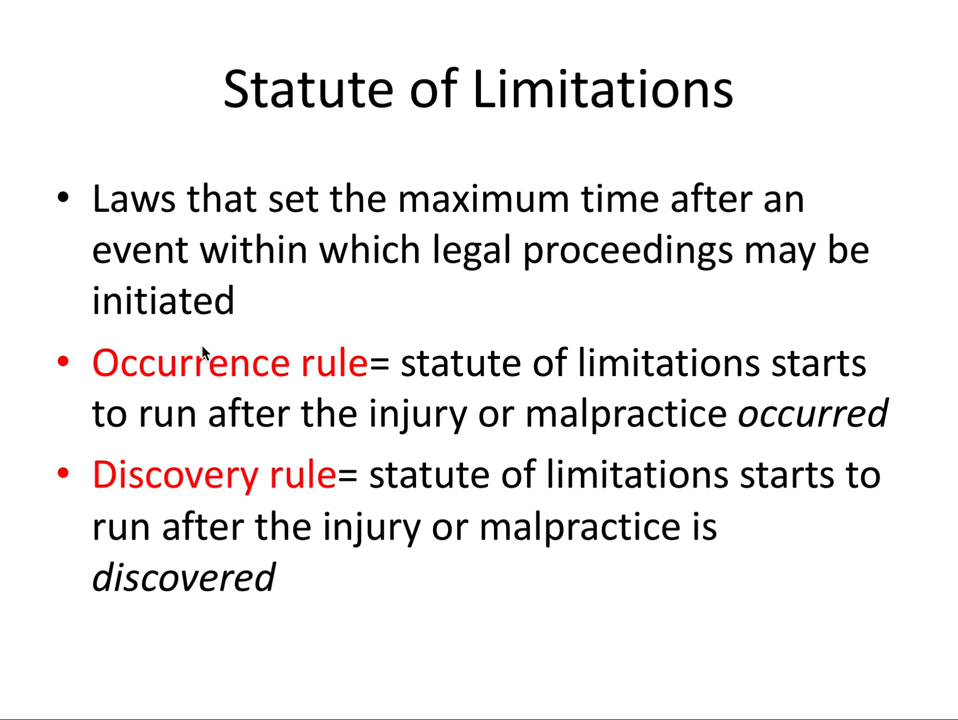 Statute of Limitations
• Laws that set the maximum time after an
event within which legal proceedings may be
initiated
• Occurrence rule= statute of limitations starts
to run after the injury or malpractice occurred
• Discovery rule= statute of limitations starts to
run after the injury or malpractice is
discovered